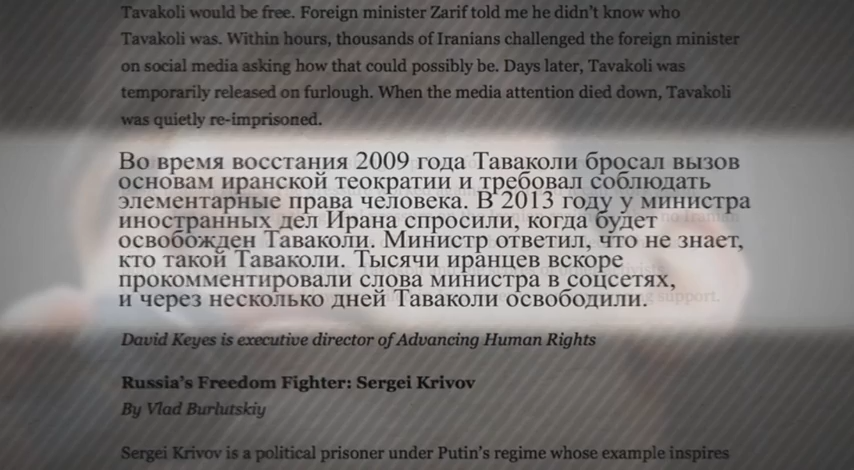 Tavakoli would be free. Foreign minister Zarif told me he didn't know who
Tavakoli was. Within hours, thousands of Iranians challenged the foreign minister
on social media asking how that could possibly be. Days later, Tavakoli was
temporarily released on furlough. When the media attention died down, Tavakoli
was quietly re-imprisoned.
Во время восстания 2009 года Таваколи бросал вызов
основам иранской теократии и требовал соблюдать
элементарные права человека. В 2013 году у министра
иностранных дел Ирана спросили, когда будет
освобожден Таваколи. Министр ответил, что не знает,
кто такой Таваколи. Тысячи иранцев вскоре
прокомментировали слова министра в соцсетях,
и через несколько дней Таваколи освободили.
support.
David Keyes is executive director of Advancing Human Rights
Russia's Freedom Fighter: Sergei Krivov
By Vlad Burlutskiy
Sergei Krivov is a political prisoner under Putin's regime whose example inspires